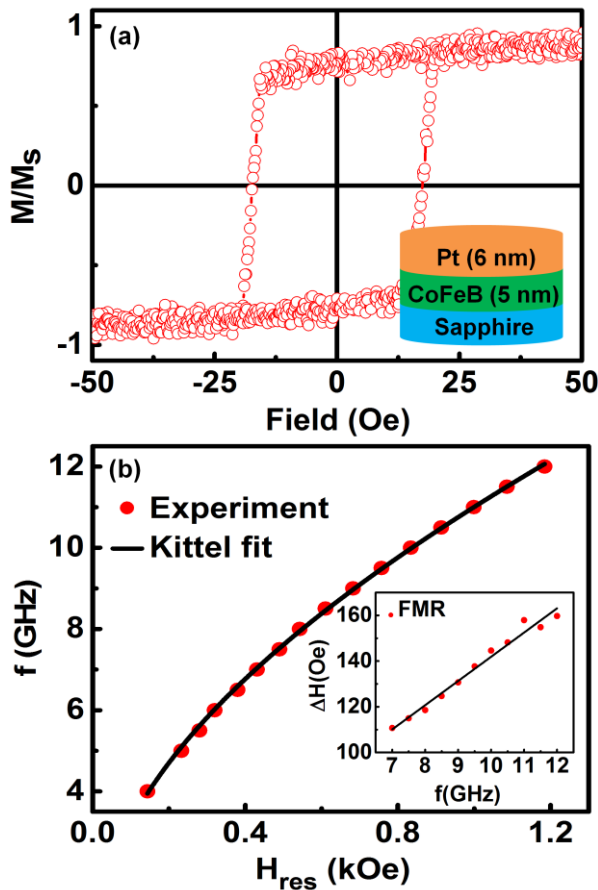 (a)
M/Ms
1
0
-1
Pt (6 nm)
CoFeB (5 nm)
Sapphire
-50 -25 0 25 50
Field (Oe)
(b)
Experiment
Kittel fit
f (GHz)
12
10
8
6
4
FMR
ΔH(Oe)
160
140
120
100
7 8 9 10 11 12
f(GHz)
0.0 0.4 0.8 1.2
Hres (kOe)